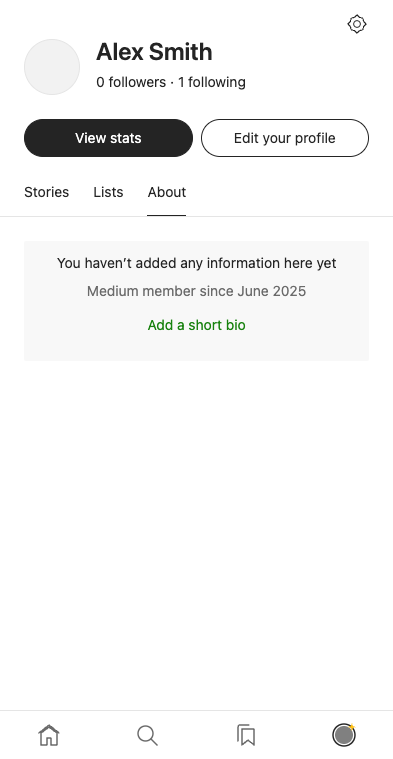 Alex Smith
0 followers · 1 following
View stats
Edit your profile
Stories
Lists
About
You haven’t added any information here yet
Medium member since June 2025
Add a short bio